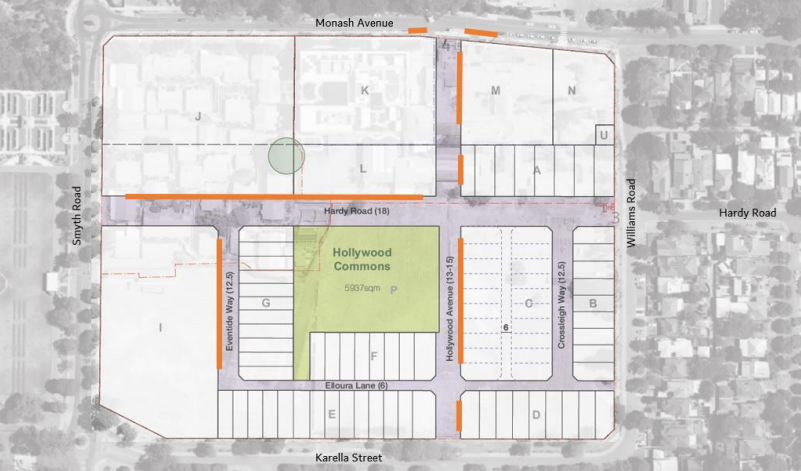 Monash Avenue
K
M
N
J
U
L
A
Smyth Road
Williams Road
Hardy Road (18)
Hardy Road
Hollywood
Commons
5937sqm
P
Eventide Way (12.5)
G
Hollywood Avenue (13-15)
C
Crossleigh Way (12.5)
B
I
6
F
Elloura Lane (6)
E
D
Karella Street